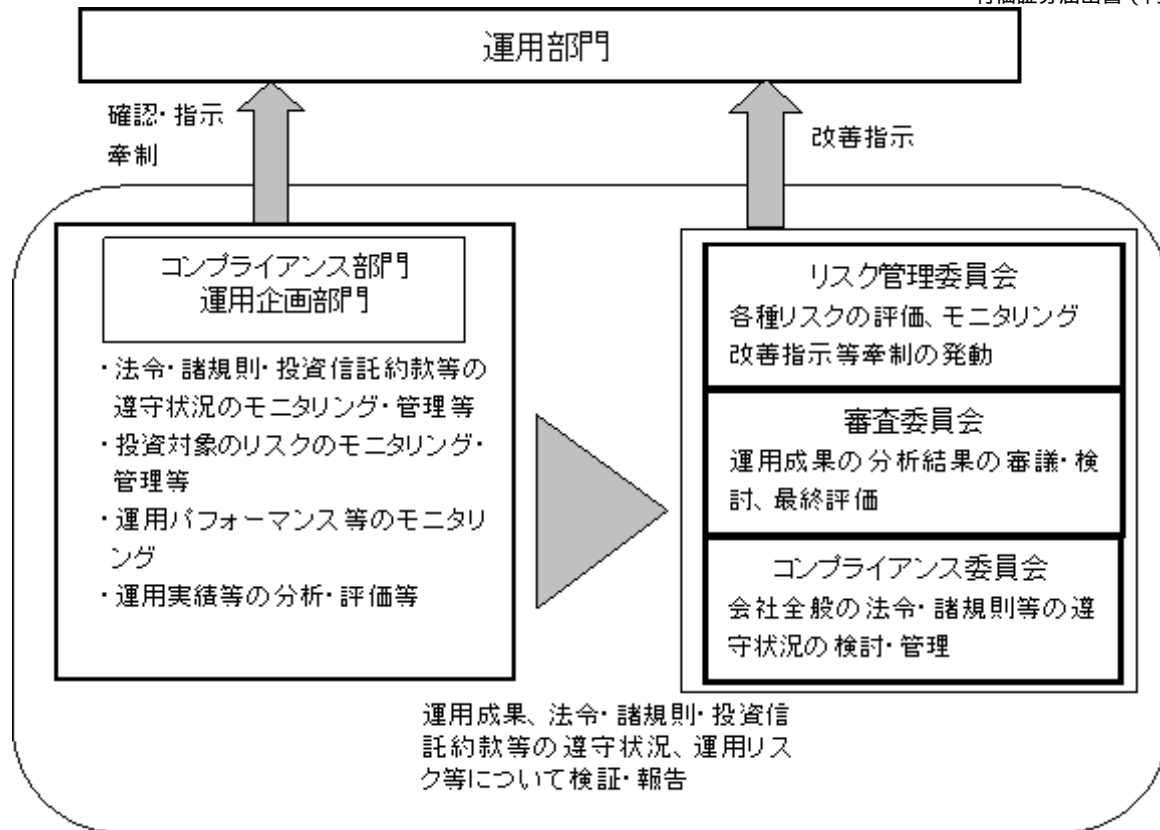 運用部門
確認・指示
牽制
改善指示
コンプライアンス部門
運用企画部門
・法令・諸規則・投資信託約款等の
遵守状況のモニタリング・管理等
・投資対象のリスクのモニタリング・
管理等
・運用パフォーマンス等のモニタリ
ング
・運用実績等の分析・評価等
リスク管理委員会
各種リスクの評価、モニタリング
改善指示等牽制の発動
審査委員会
運用成果の分析結果の審議・検
討、最終評価
コンプライアンス委員会
会社全般の法令・諸規則等の遵
守状況の検討・管理
運用成果、法令・諸規則・投資信
託約款等の遵守状況、運用リス
ク等について検証・報告